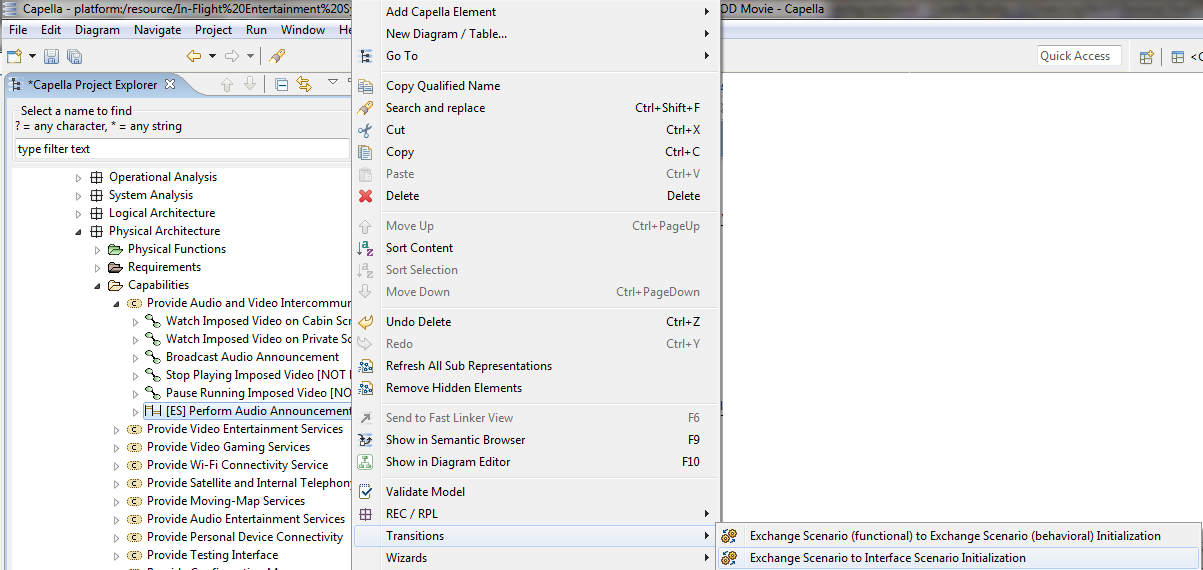 Capella - platform:/resource/In-Flight%20Entertainment%20Sy
OD Movie - Capella
File Edit Diagram Navigate Project Run Window He
Quick Access
*Capella Project Explorer
Select a name to find
? = any character, * = any string
type filter text
Operational Analysis
System Analysis
Logical Architecture
Physical Architecture
Physical Functions
Requirements
Capabilities
Provide Audio and Video Intercommu
Watch Imposed Video on Cabin Scr
Watch Imposed Video on Private Sc
Broadcast Audio Announcement
Stop Playing Imposed Video [NOT
Pause Running Imposed Video [NO
[ES] Perform Audio Announcement
Provide Video Entertainment Services
Provide Video Gaming Services
Provide Wi-Fi Connectivity Service
Provide Satellite and Internal Telephon
Provide Moving-Map Services
Provide Audio Entertainment Services
Provide Personal Device Connectivity
Provide Testing Interface
Add Capella Element
New Diagram / Table...
Go To
Copy Qualified Name
Search and replace Ctrl+Shift+F
Cut Ctrl+X
Copy Ctrl+C
Paste Ctrl+V
Delete Delete
Move Up Ctrl+PageUp
Sort Content
Sort Selection
Move Down Ctrl+PageDown
Undo Delete Ctrl+Z
Redo Ctrl+Y
Refresh All Sub Representations
Remove Hidden Elements
Send to Fast Linker View F6
Show in Semantic Browser F9
Show in Diagram Editor F10
Validate Model
REC / RPL
Transitions
Wizards
Exchange Scenario (functional) to Exchange Scenario (behavioral) Initialization
Exchange Scenario to Interface Scenario Initialization